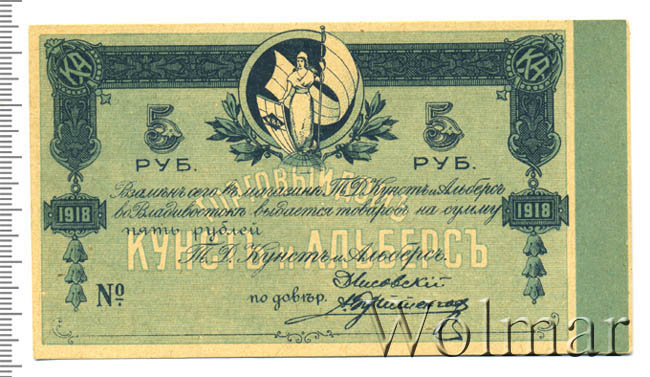 КА КА
5 5
РУБ. РУБ.
ТОРГОВЫЙ ДОМЪ
Взамѣнъ сего въ магазинѣ Т.Д. Кунстъ и Альберсъ
во Владивостокѣ выдается товаровъ на сумму
1918 1918
пять рублей
КУНСТЪ и АЛЬБЕРСЪ
Т.Д. Кунстъ и Альберсъ.
№
по довѣр.
Wolmar